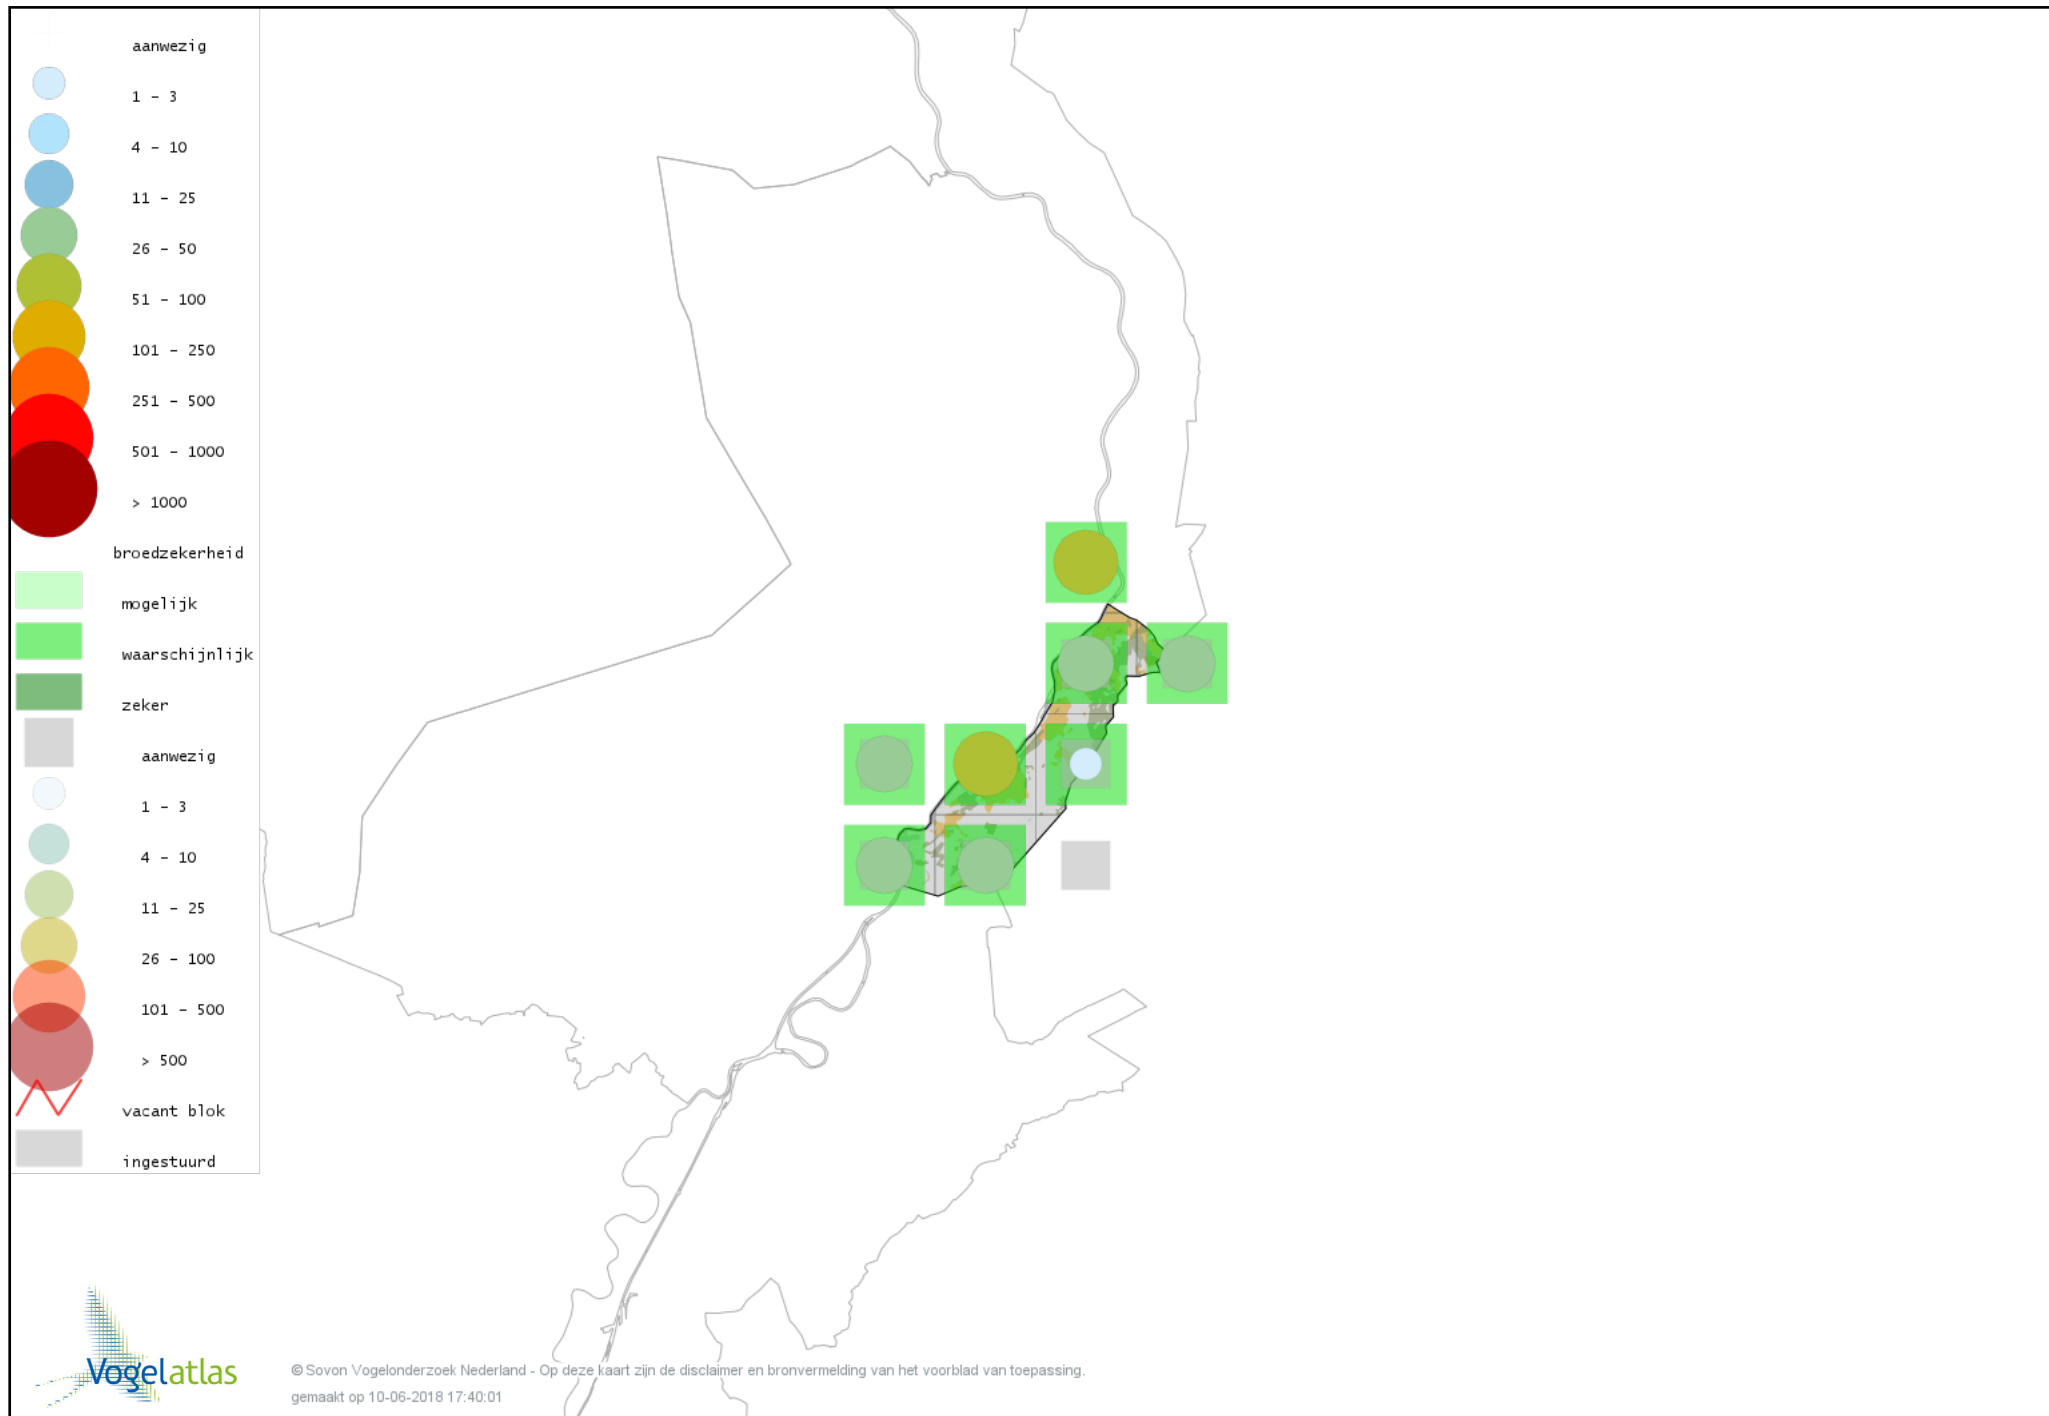 aanwezig
1 - 3
4 - 10
11 - 25
26 - 50
51 - 100
101 - 250
251 - 500
501 - 1000
> 1000
broedzekerheid
mogelijk
waarschijnlijk
zeker
aanwezig
1 - 3
4 - 10
11 - 25
26 - 100
101 - 500
> 500
vacant blok
ingestuurd
Vogelatlas
© Sovon Vogelonderzoek Nederland - Op deze kaart zijn de disclaimer en bronvermelding van het voorblad van toepassing.
gemaakt op 10-06-2018 17:40:01